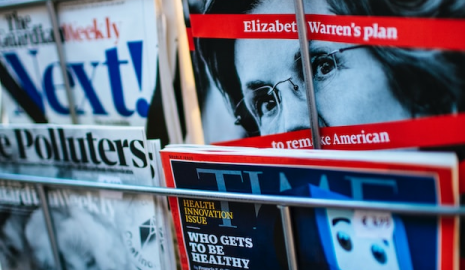 The
Guardian Weekly
Next!
Elizabeth Warren's plan
to remake American
e Polluters
TIME
HEALTH
INNOVATION
ISSUE
WHO GETS
TO BE
HEALTHY